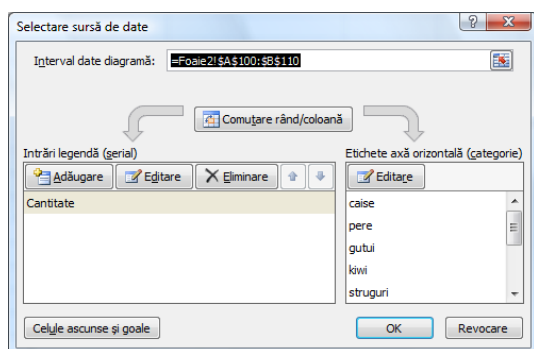 Selectare sursă de date
Interval date diagramă: =Foaie2!$A$100:$B$110
Comutare rând/coloană
Intrări legendă (serial)
Adăugare Editare Eliminare
Cantitate
Etichete axă orizontală (categorie)
Editare
caise
pere
gutui
kiwi
struguri
Celule ascunse și goale
OK Revocare